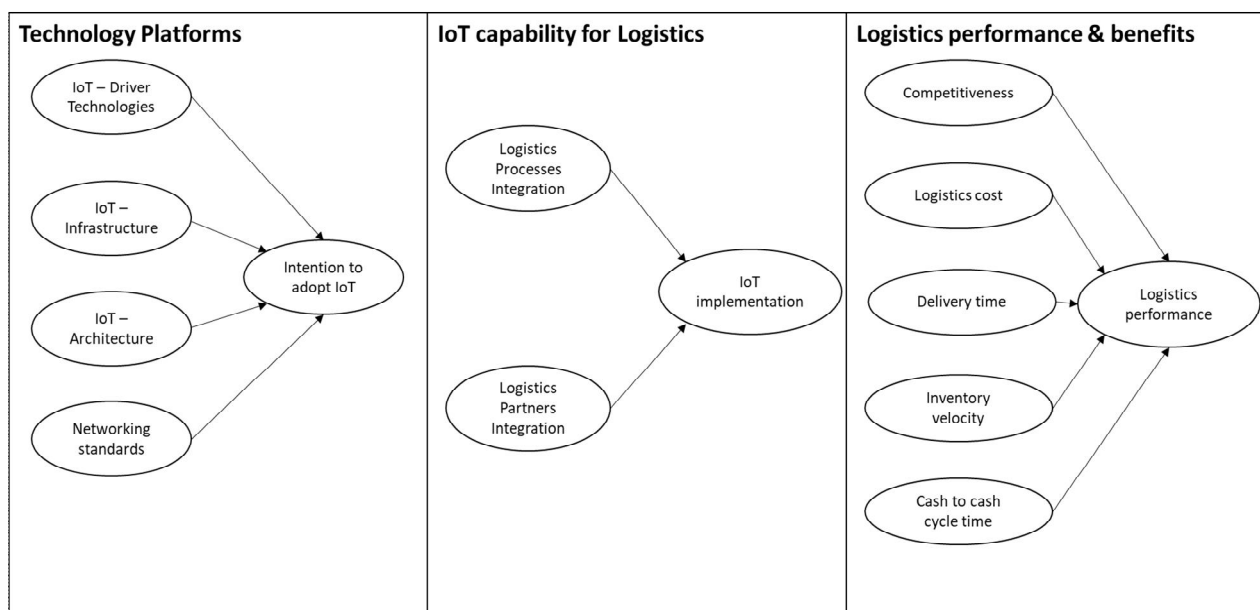 Technology Platforms
IoT – Driver
Technologies
IoT –
Infrastructure
IoT –
Architecture
Networking
standards
Intention to
adopt IoT
IoT capability for Logistics
Logistics
Processes
Integration
Logistics
Partners
Integration
IoT
implementation
Logistics performance & benefits
Competitiveness
Logistics cost
Delivery time
Inventory
velocity
Cash to cash
cycle time
Logistics
performance